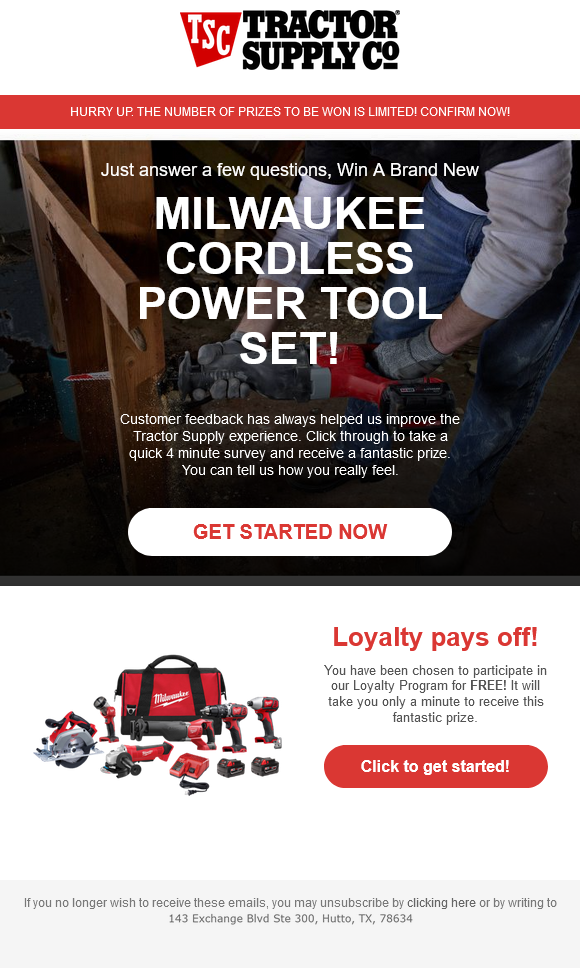 TSC TRACTOR
SUPPLY CO
HURRY UP. THE NUMBER OF PRIZES TO BE WON IS LIMITED! CONFIRM NOW!
Just answer a few questions, Win A Brand New
MILWAUKEE
CORDLESS
POWER TOOL
SET!
Customer feedback has always helped us improve the
Tractor Supply experience. Click through to take a
quick 4 minute survey and receive a fantastic prize.
You can tell us how you really feel.
GET STARTED NOW
Loyalty pays off!
You have been chosen to participate in
our Loyalty Program for FREE! It will
take you only a minute to receive this
fantastic prize.
Milwaukee
Click to get started!
If you no longer wish to receive these emails, you may unsubscribe by clicking here or by writing to
143 Exchange Blvd Ste 300, Hutto, TX, 78634